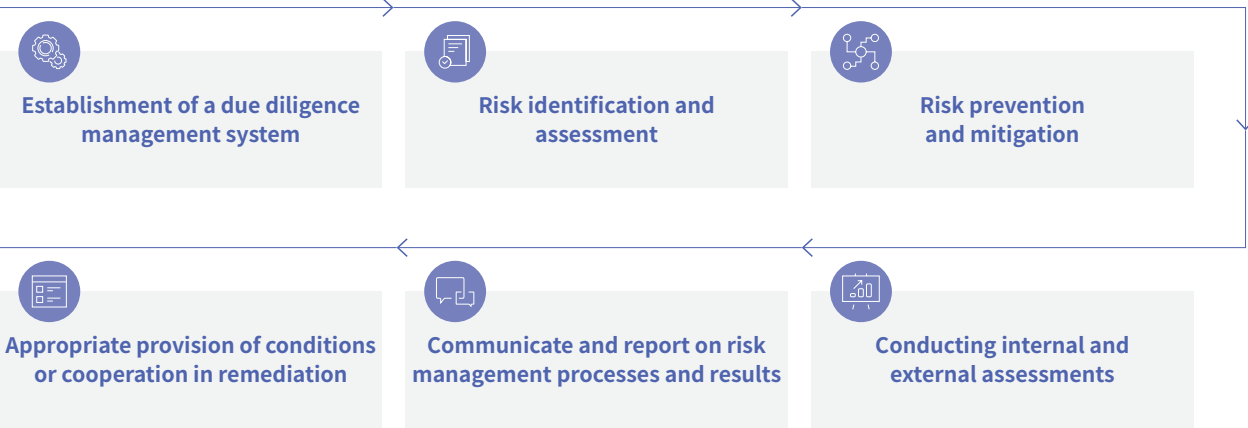 Establishment of a due diligence
management system
Risk identification and
assessment
Risk prevention
and mitigation
Appropriate provision of conditions
or cooperation in remediation
Communicate and report on risk
management processes and results
Conducting internal and
external assessments